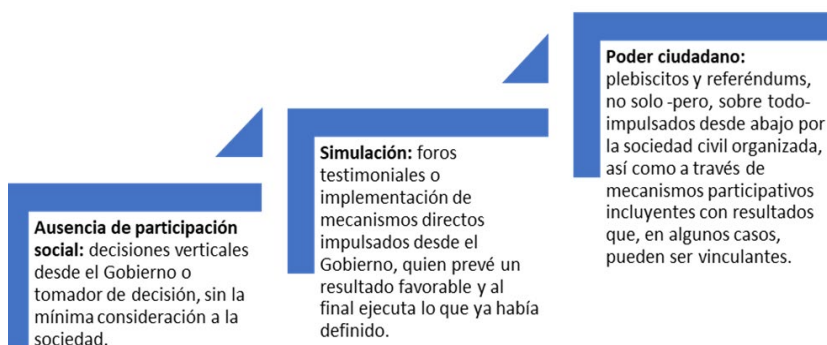 Ausencia de participación
social: decisiones verticales
desde el Gobierno o
tomador de decisión, sin la
mínima consideración a la
sociedad.
Simulación: foros
testimoniales o
implementación de
mecanismos directos
impulsados desde el
Gobierno, quien prevé un
resultado favorable y al
final ejecuta lo que ya había
definido.
Poder ciudadano:
plebiscitos y referéndums,
no solo -pero, sobre todo-
impulsados desde abajo por
la sociedad civil organizada,
así como a través de
mecanismos participativos
incluyentes con resultados
que, en algunos casos,
pueden ser vinculantes.